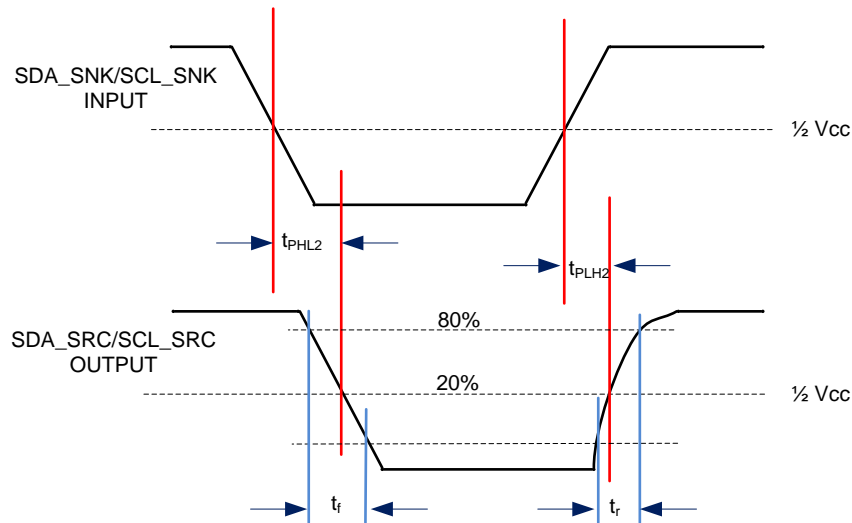 SDA_SNK/SCL_SNK
INPUT
½ Vcc
tPHL2
tPLH2
80%
SDA_SRC/SCL_SRC
OUTPUT
20%
½ Vcc
tf
tr